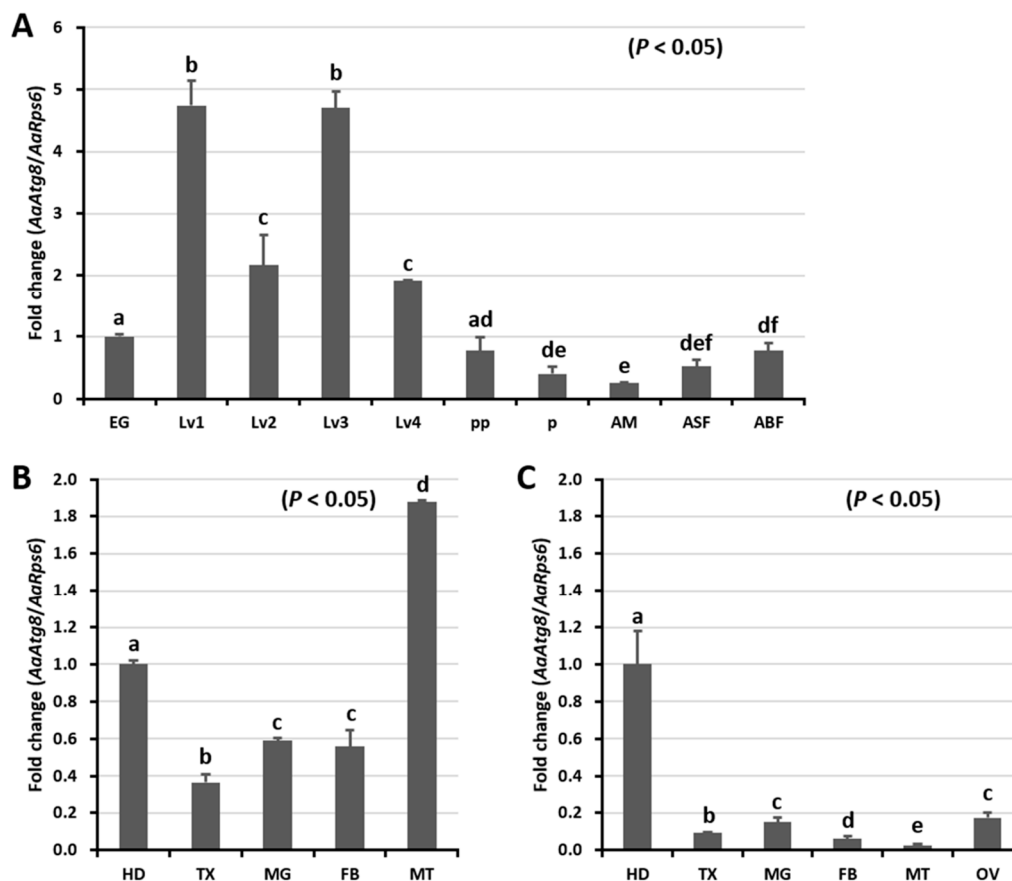 A
Fold change (AaAtg8/AaRps6)
6
5
4
3
2
1
0
(P < 0.05)
a
b
c
b
c
ad
de
e
def
df
EG Lv1 Lv2 Lv3 Lv4 pp p AM ASF ABF
B
Fold change (AaAtg8/AaRps6)
2.0
1.8
1.6
1.4
1.2
1.0
0.8
0.6
0.4
0.2
0.0
(P < 0.05)
a
b
c
c
d
HD TX MG FB MT
C
Fold change (AaAtg8/AaRps6)
2.0
1.8
1.6
1.4
1.2
1.0
0.8
0.6
0.4
0.2
0.0
(P < 0.05)
a
b
c
d
e
c
HD TX MG FB MT OV